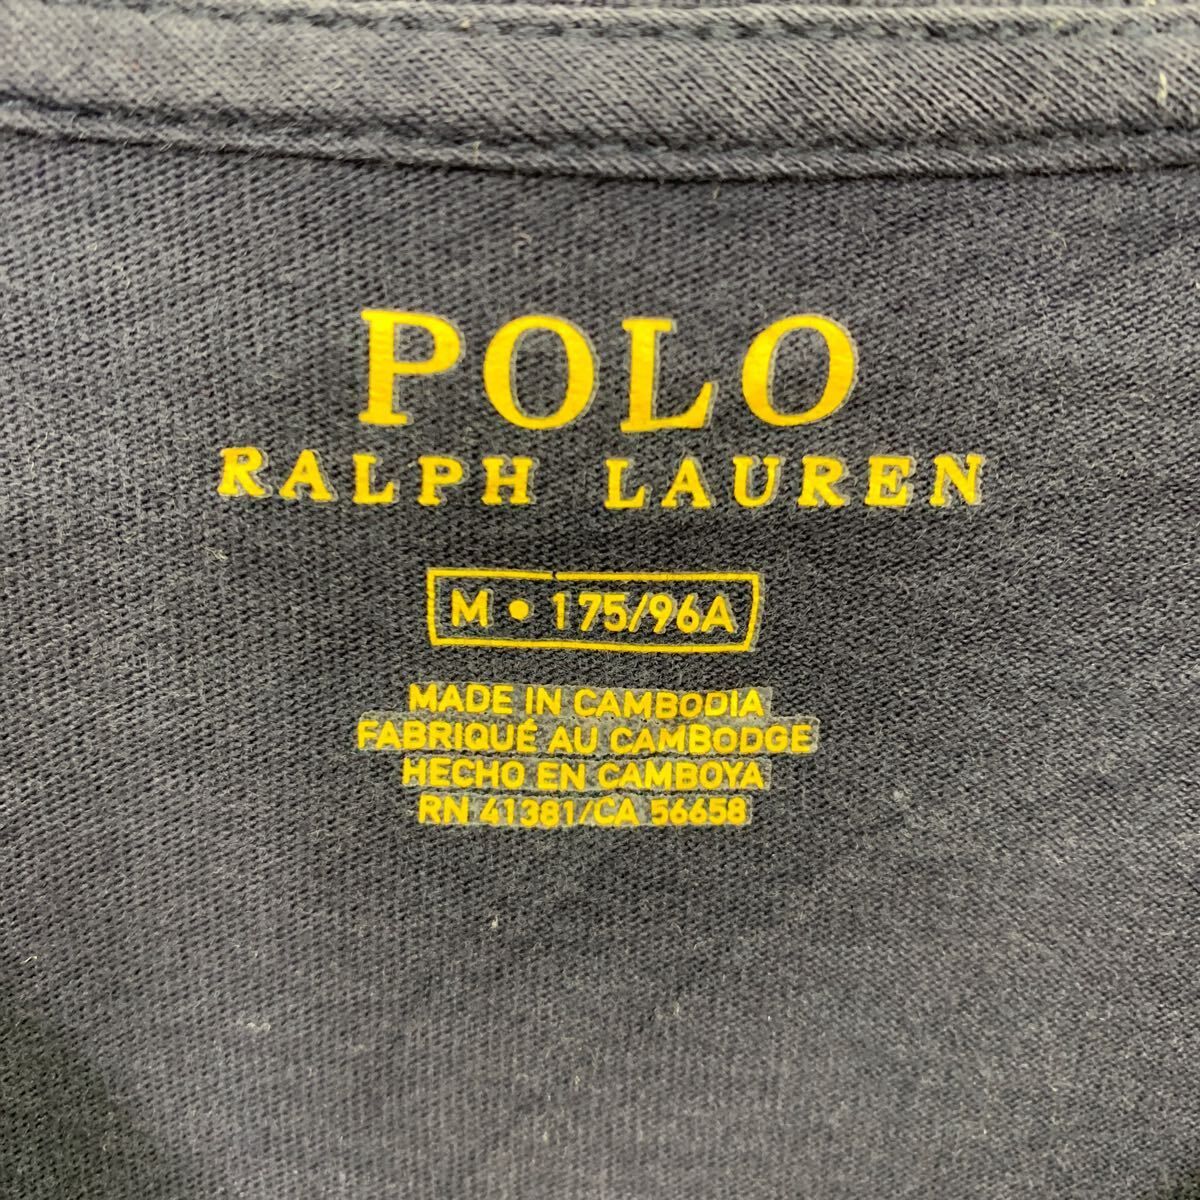 POLO
RALPH LAUREN
M • 175/96A
MADE IN CAMBODIA
FABRIQUÉ AU CAMBODGE
HECHO EN CAMBOYA
RN 41381/CA 56658